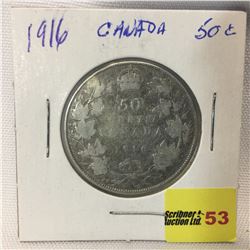 1916 CANADA 50¢
50
CENTS
CANADA
Scribner
Auction Ltd.
53